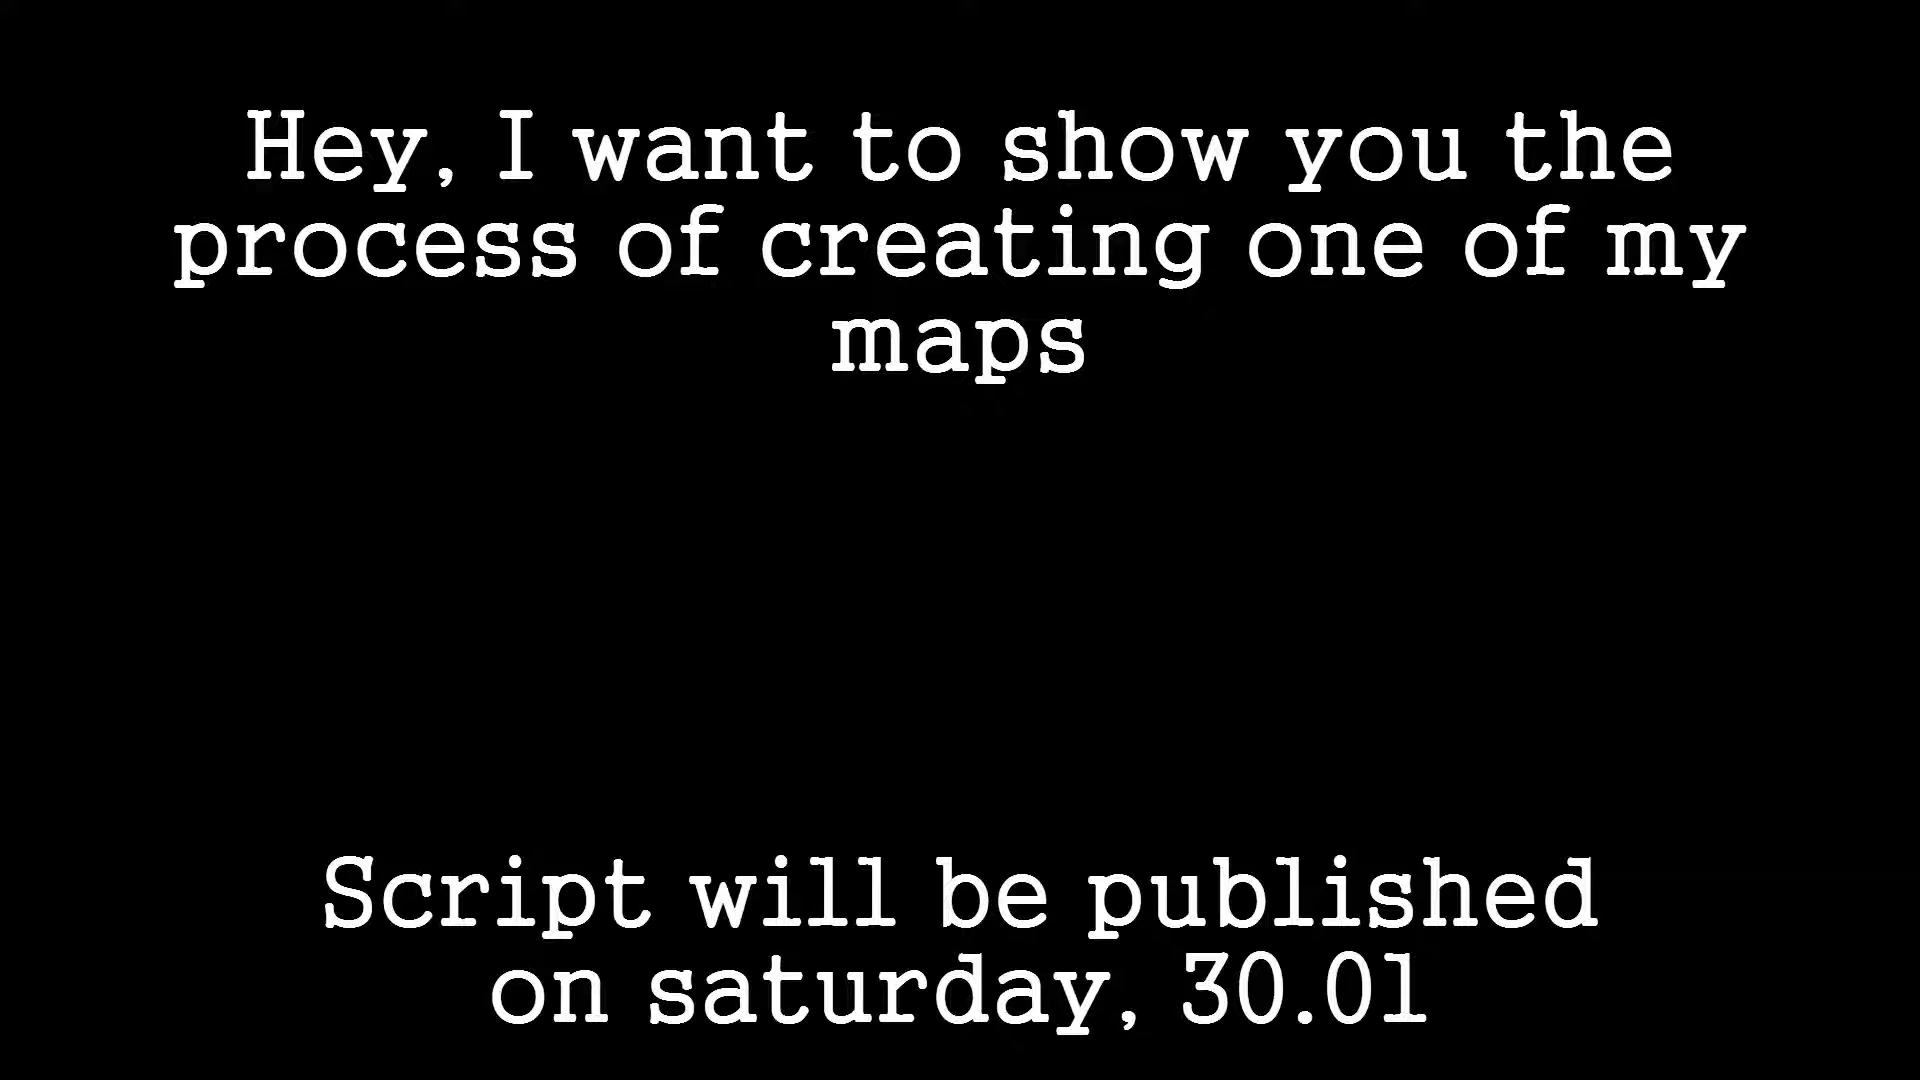 Hey, I want to show you the
process of creating one of my
maps
Script will be published
on saturday, 30.01